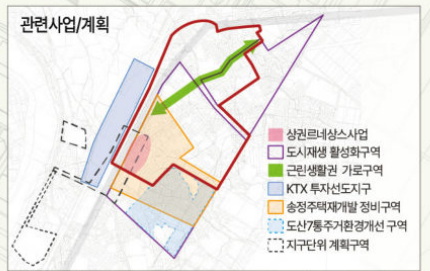 관련사업/계획
상권르네상스사업
도시재생 활성화구역
근린생활권 가로구역
KTX 투자선도지구
송정주택재개발 정비구역
도산7통주거환경개선 구역
지구단위 계획구역